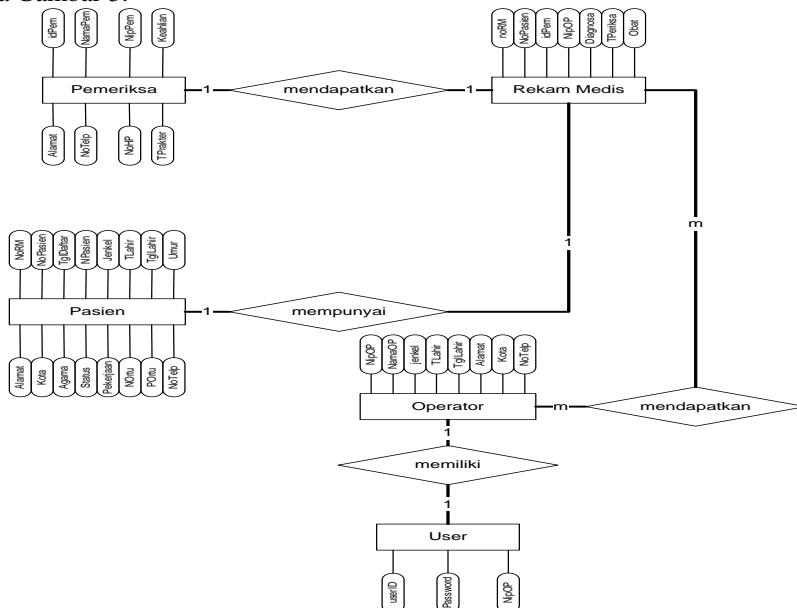 a Gambar 3.
idPem
NamaPem
NipPem
Keahlian
Pemeriksa
Alamat
NoTelp
NoHP
TPrakter
1
mendapatkan
1
noRM
NoPasien
idPem
NipOP
Diagnosa
TPeriksa
Obat
Rekam Medis
1
m
NoRM
NoPasien
TglDaftar
NPasien
Jenkel
TLahir
TglLahir
Umur
Pasien
Alamat
Kota
Agama
Status
Pekerjaan
NOrtu
POrtu
NoTelp
1
mempunyai
NipOP
NamaOP
jenkel
TLahir
TglLahir
Alamat
Kota
NoTelp
Operator
m
mendapatkan
1
memiliki
1
User
userID
Password
NipOP